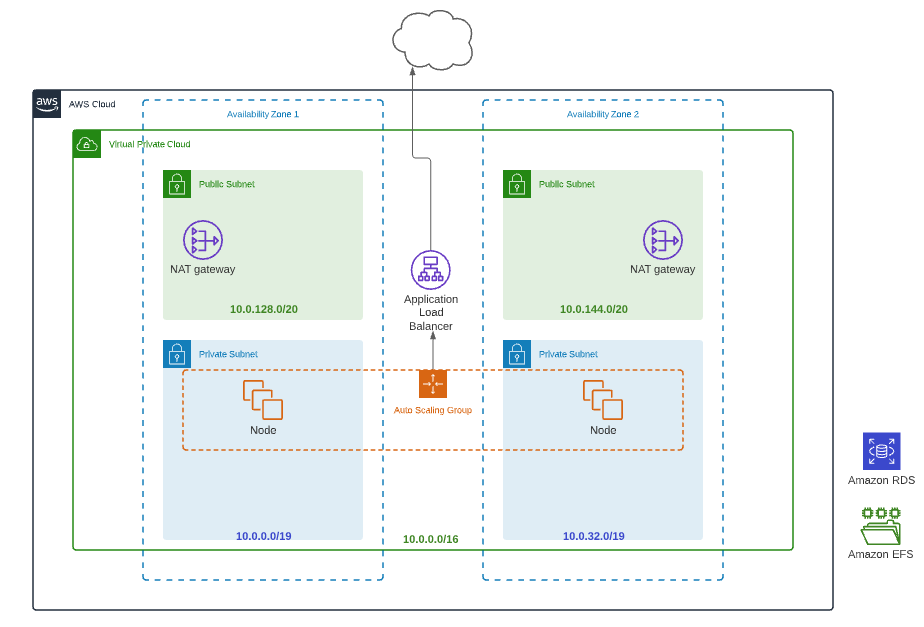 aws
AWS Cloud
Availability Zone 1
Availability Zone 2
Virtual Private Cloud
Public Subnet
Public Subnet
NAT gateway
NAT gateway
Application
Load
Balancer
10.0.128.0/20
10.0.144.0/20
Private Subnet
Private Subnet
Auto Scaling Group
Node
Node
Amazon RDS
10.0.0.0/19
10.0.0.0/16
10.0.32.0/19
Amazon EFS